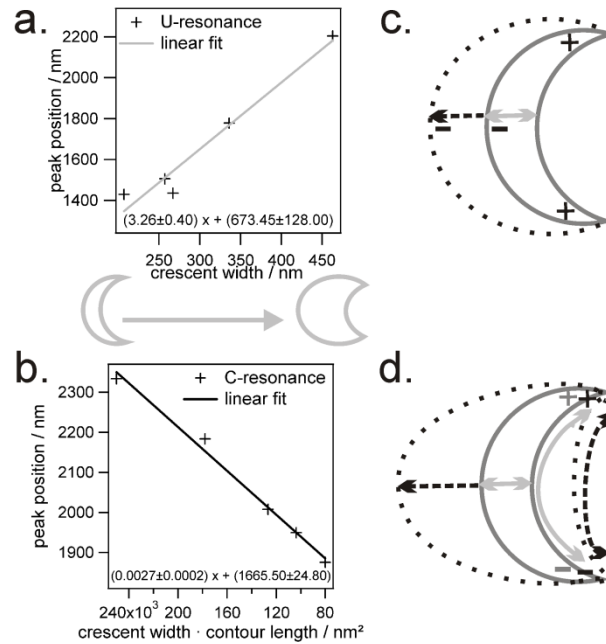 a.
U-resonance
linear fit
2200
2000
1800
1600
1400
peak position / nm
(3.26±0.40) x + (673.45±128.00)
250 300 350 400 450
crescent width / nm
b.
C-resonance
linear fit
2300
2200
2100
2000
1900
peak position / nm
(0.0027±0.0002) x + (1665.50±24.80)
240x10³ 200 160 120 80
crescent width · contour length / nm²
c.
+
- -
+
d.
+ +
- -